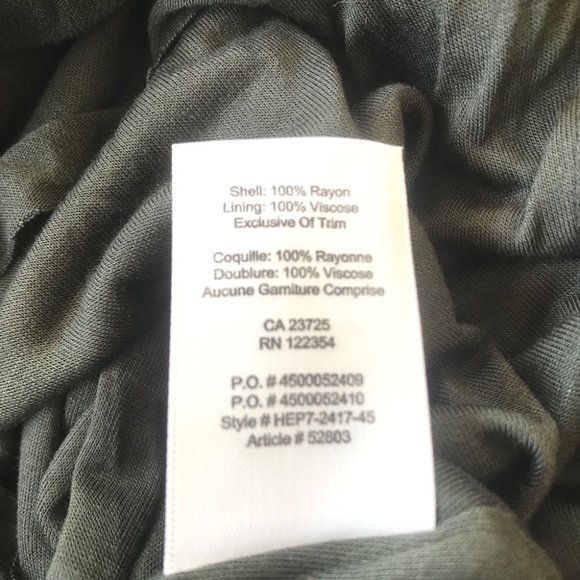 Shell: 100% Rayon
Lining: 100% Viscose
Exclusive Of Trim
Coquille: 100% Rayonne
Doublure: 100% Viscose
Aucune Garniture Comprise
CA 23725
RN 122354
P.O. # 4500052409
P.O. # 4500052410
Style # HEP7-2417-45
Article # 52803